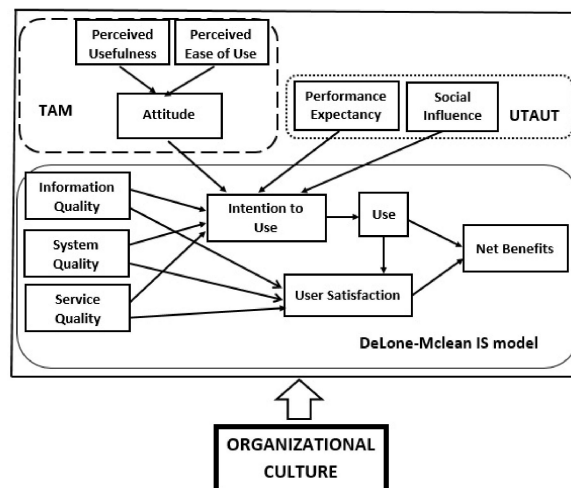 Perceived
Usefulness
Perceived
Ease of Use
TAM
Attitude
Performance
Expectancy
Social
Influence
UTAUT
Information
Quality
Intention to
Use
Use
System
Quality
Net Benefits
Service
Quality
User Satisfaction
DeLone-Mclean IS model
ORGANIZATIONAL
CULTURE